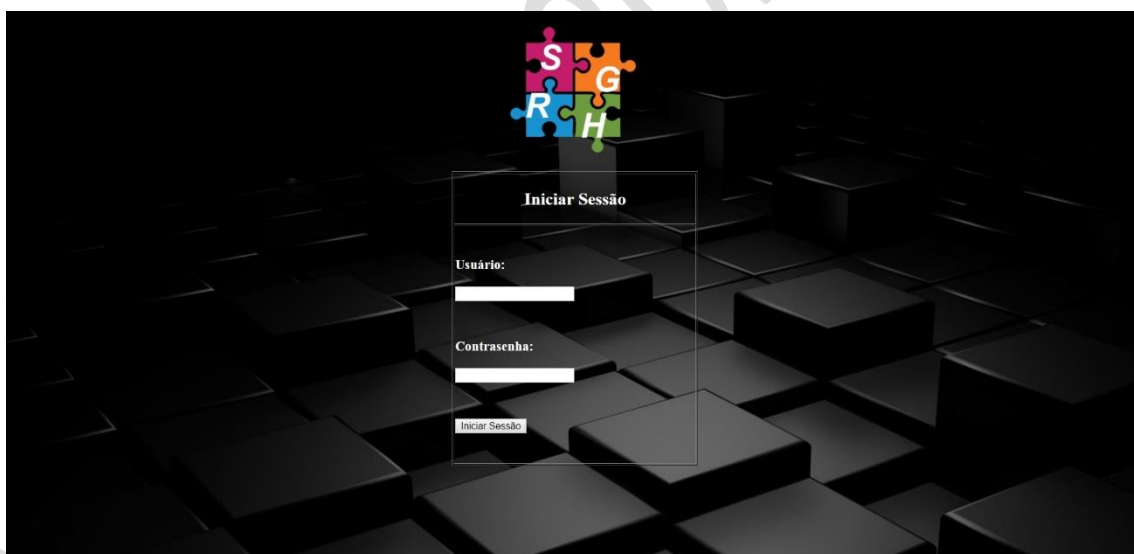 S
G
R
H
Iniciar Sessão
Usuário:
Contrasenha:
Iniciar Sessão